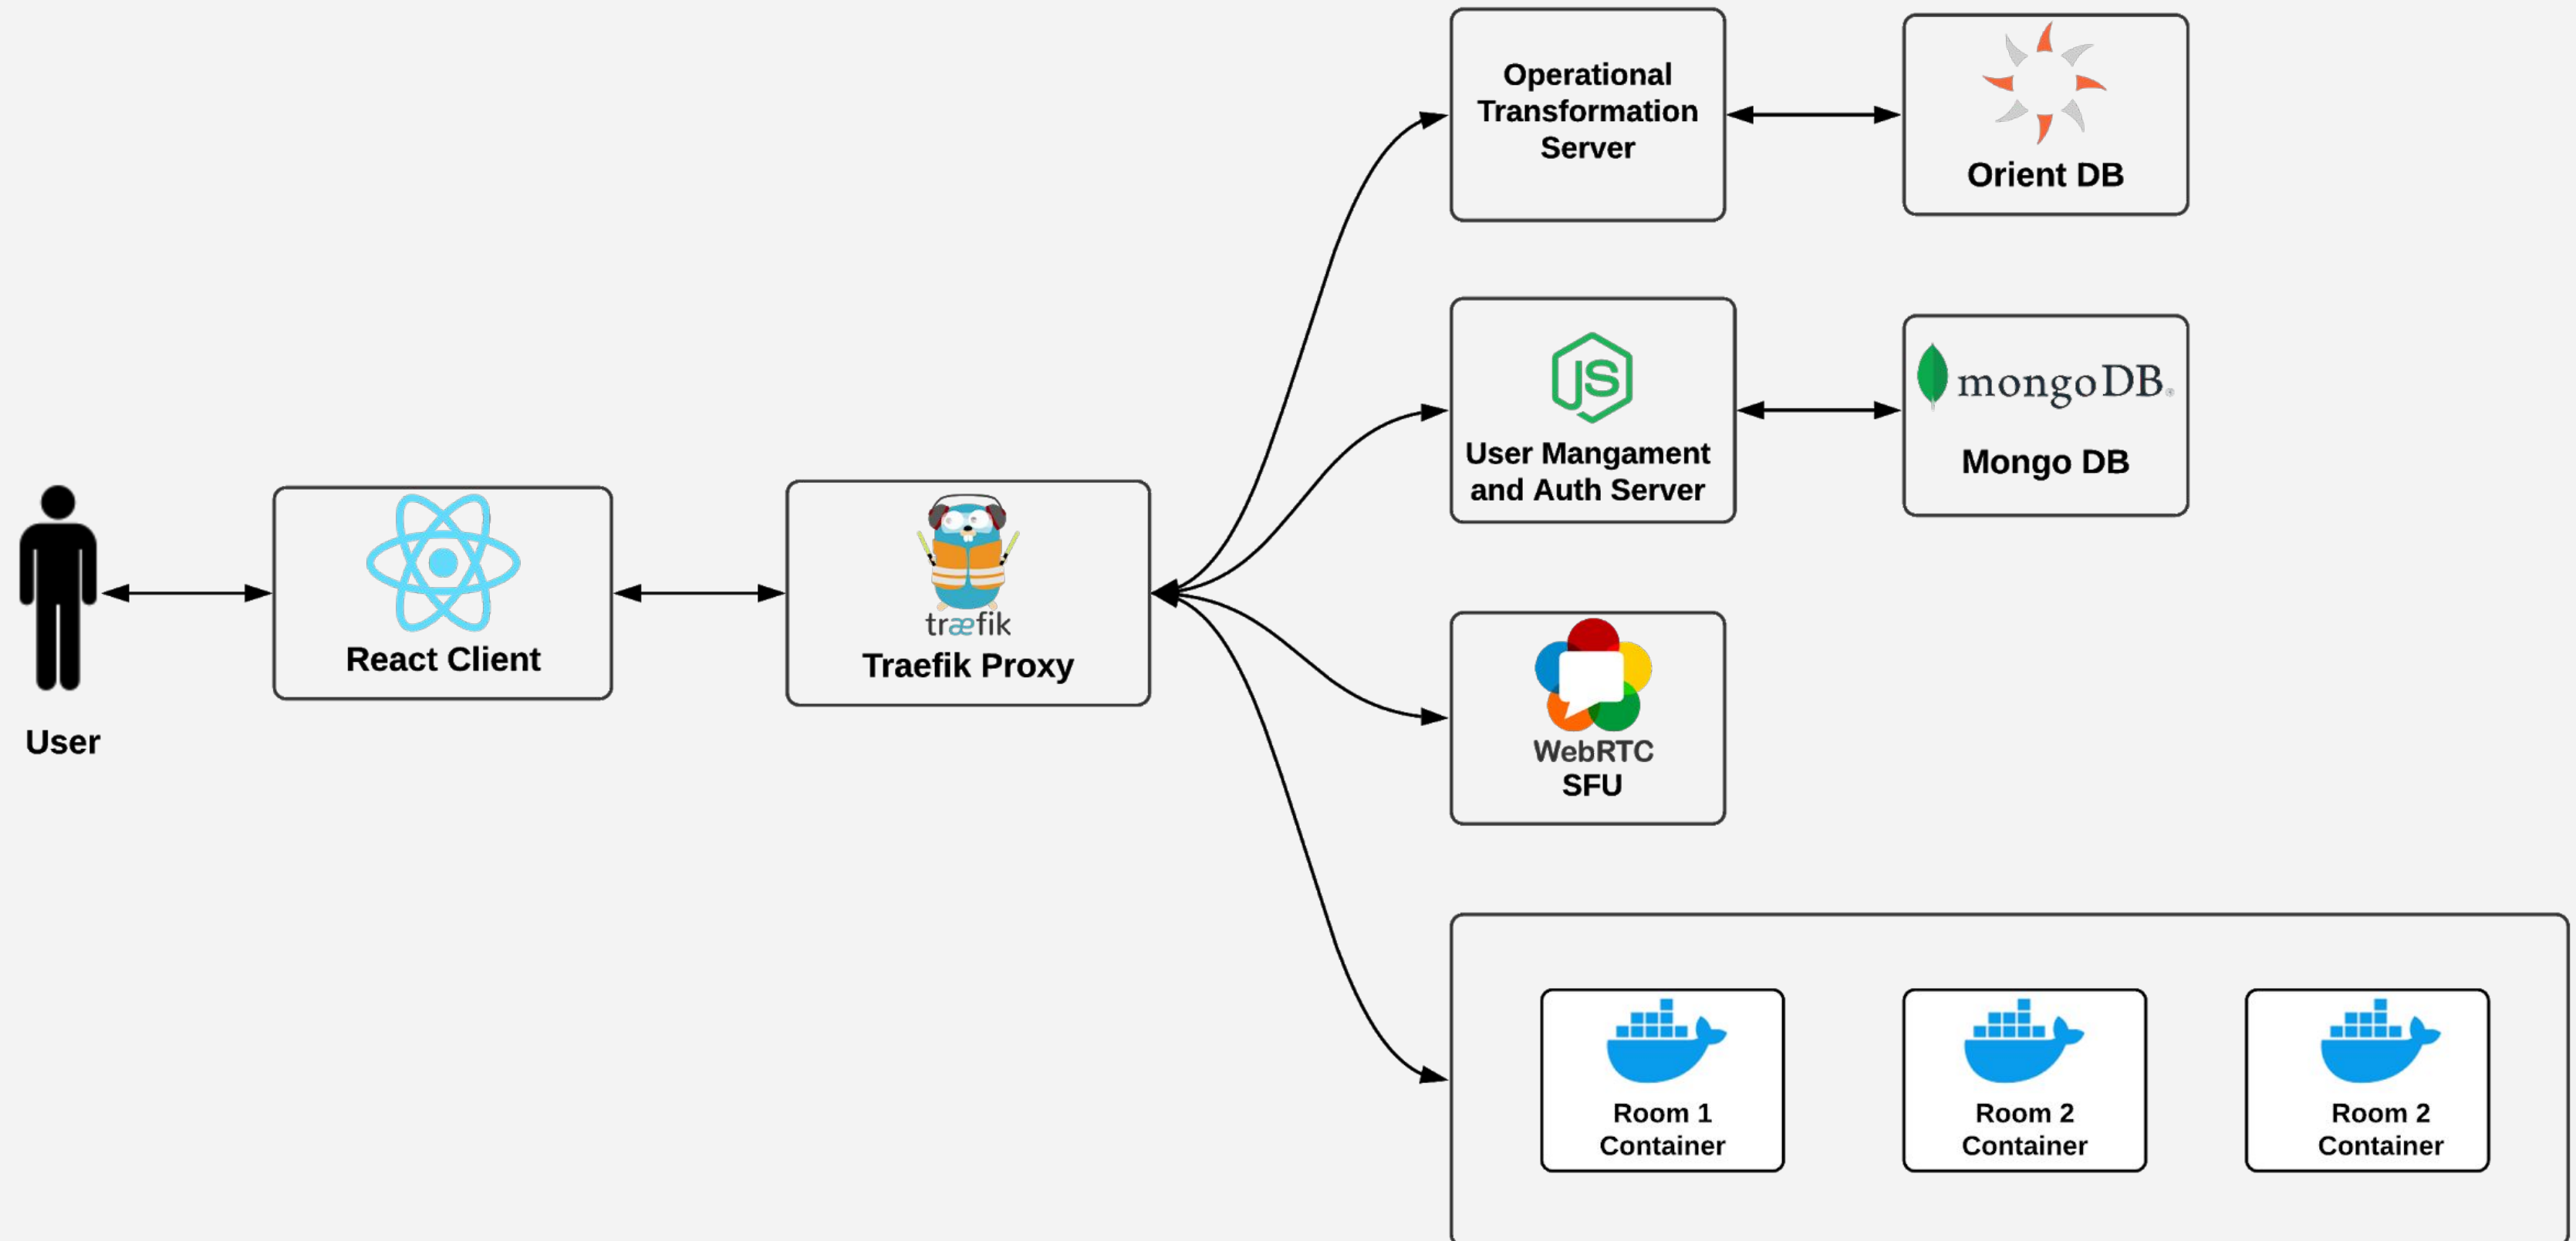 Operational
Transformation
Server
Orient DB
JS
User Mangament
and Auth Server
mongoDB®
Mongo DB
User
React Client
træfik
Traefik Proxy
WebRTC
SFU
Room 1
Container
Room 2
Container
Room 2
Container